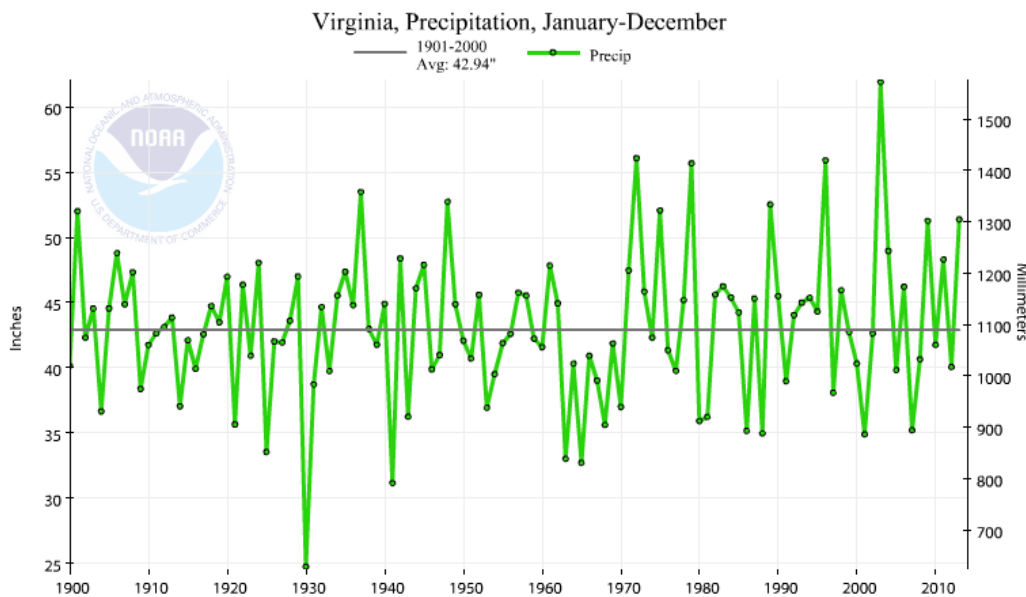 Virginia, Precipitation, January-December
1901-2000
Avg: 42.94"
Precip
NATIONAL OCEANIC AND ATMOSPHERIC ADMINISTRATION
NOAA
U.S. DEPARTMENT OF COMMERCE
Inches
60
55
50
45
40
35
30
25
Millimeters
1500
1400
1300
1200
1100
1000
900
800
700
1900 1910 1920 1930 1940 1950 1960 1970 1980 1990 2000 2010